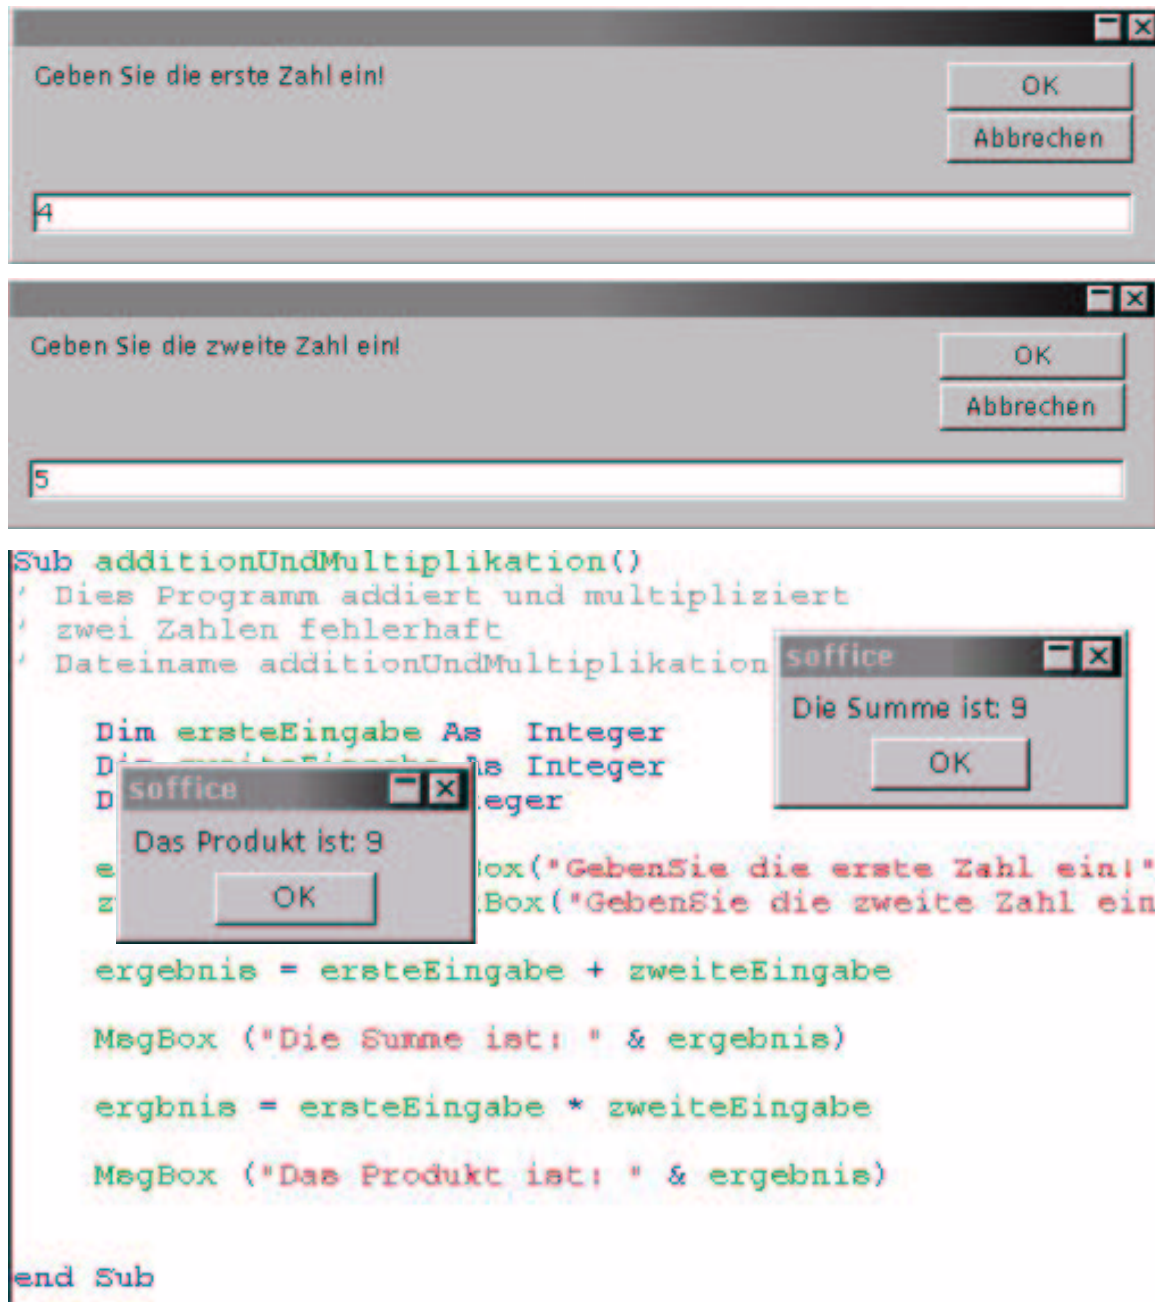 Geben Sie die erste Zahl ein!
OK
Abbrechen
4
Geben Sie die zweite Zahl ein!
OK
Abbrechen
5
Sub additionUndMultiplikation()
' Dies Programm addiert und multipliziert
' zwei Zahlen fehlerhaft
' Dateiname additionUndMultiplikation
soffice
Die Summe ist: 9
OK
Dim ersteEingabe As Integer
As Integer
soffice
Das Produkt ist: 9
OK
("GebenSie die erste Zahl ein!"
Box("GebenSie die zweite Zahl ein
ergebnis = ersteEingabe + zweiteEingabe
MsgBox ("Die Summe ist: " & ergebnis)
ergbnis = ersteEingabe * zweiteEingabe
MsgBox ("Das Produkt ist: " & ergebnis)
end Sub